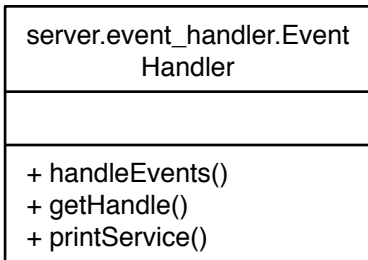 server.event_handler.Event
Handler
+ handleEvents()
+ getHandle()
+ printService()